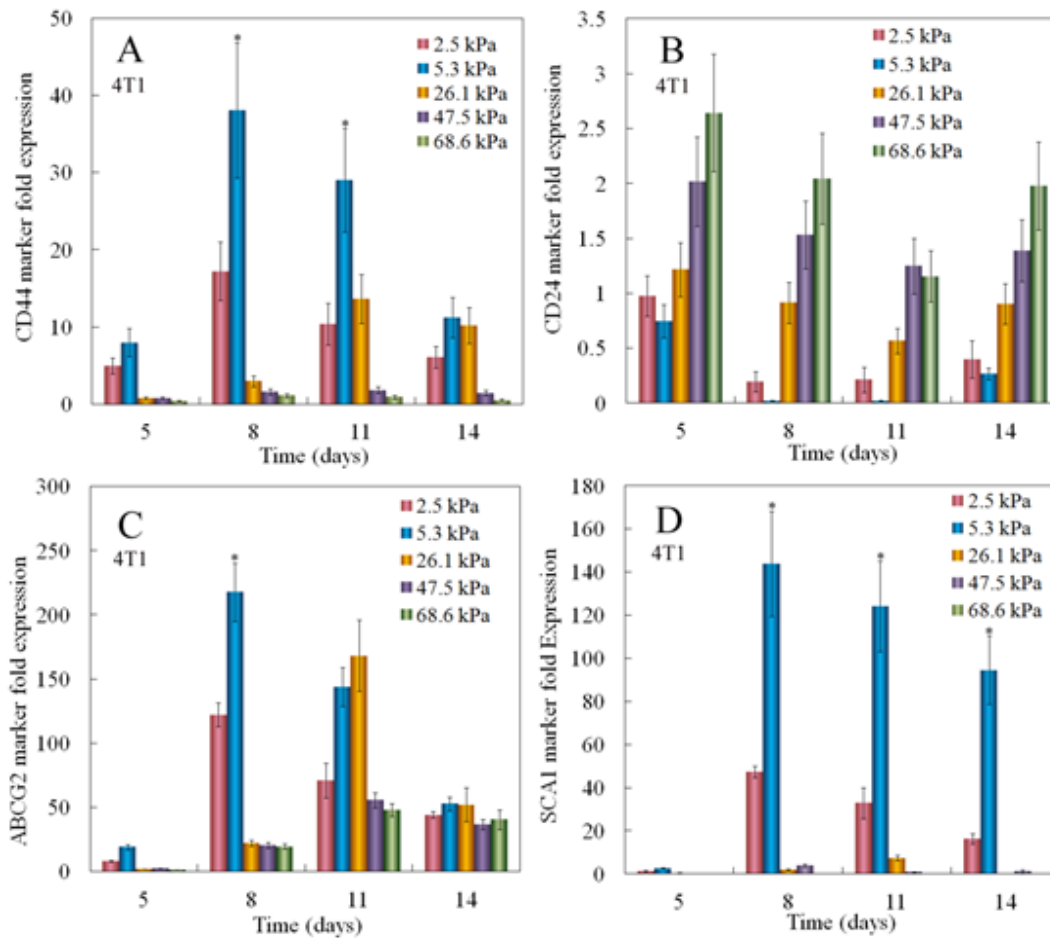 A
4T1
2.5 kPa
5.3 kPa
26.1 kPa
47.5 kPa
68.6 kPa
50
40
30
20
10
0
CD44 marker fold expression
* *
5 8 11 14
Time (days)
B
4T1
2.5 kPa
5.3 kPa
26.1 kPa
47.5 kPa
68.6 kPa
3.5
3
2.5
2
1.5
1
0.5
0
CD24 marker fold expression
5 8 11 14
Time (days)
C
4T1
2.5 kPa
5.3 kPa
26.1 kPa
47.5 kPa
68.6 kPa
300
250
200
150
100
50
0
ABCG2 marker fold expression
*
5 8 11 14
Time (days)
D
4T1
2.5 kPa
5.3 kPa
26.1 kPa
47.5 kPa
68.6 kPa
180
160
140
120
100
80
60
40
20
0
SCA1 marker fold Expression
* * *
5 8 11 14
Time (days)